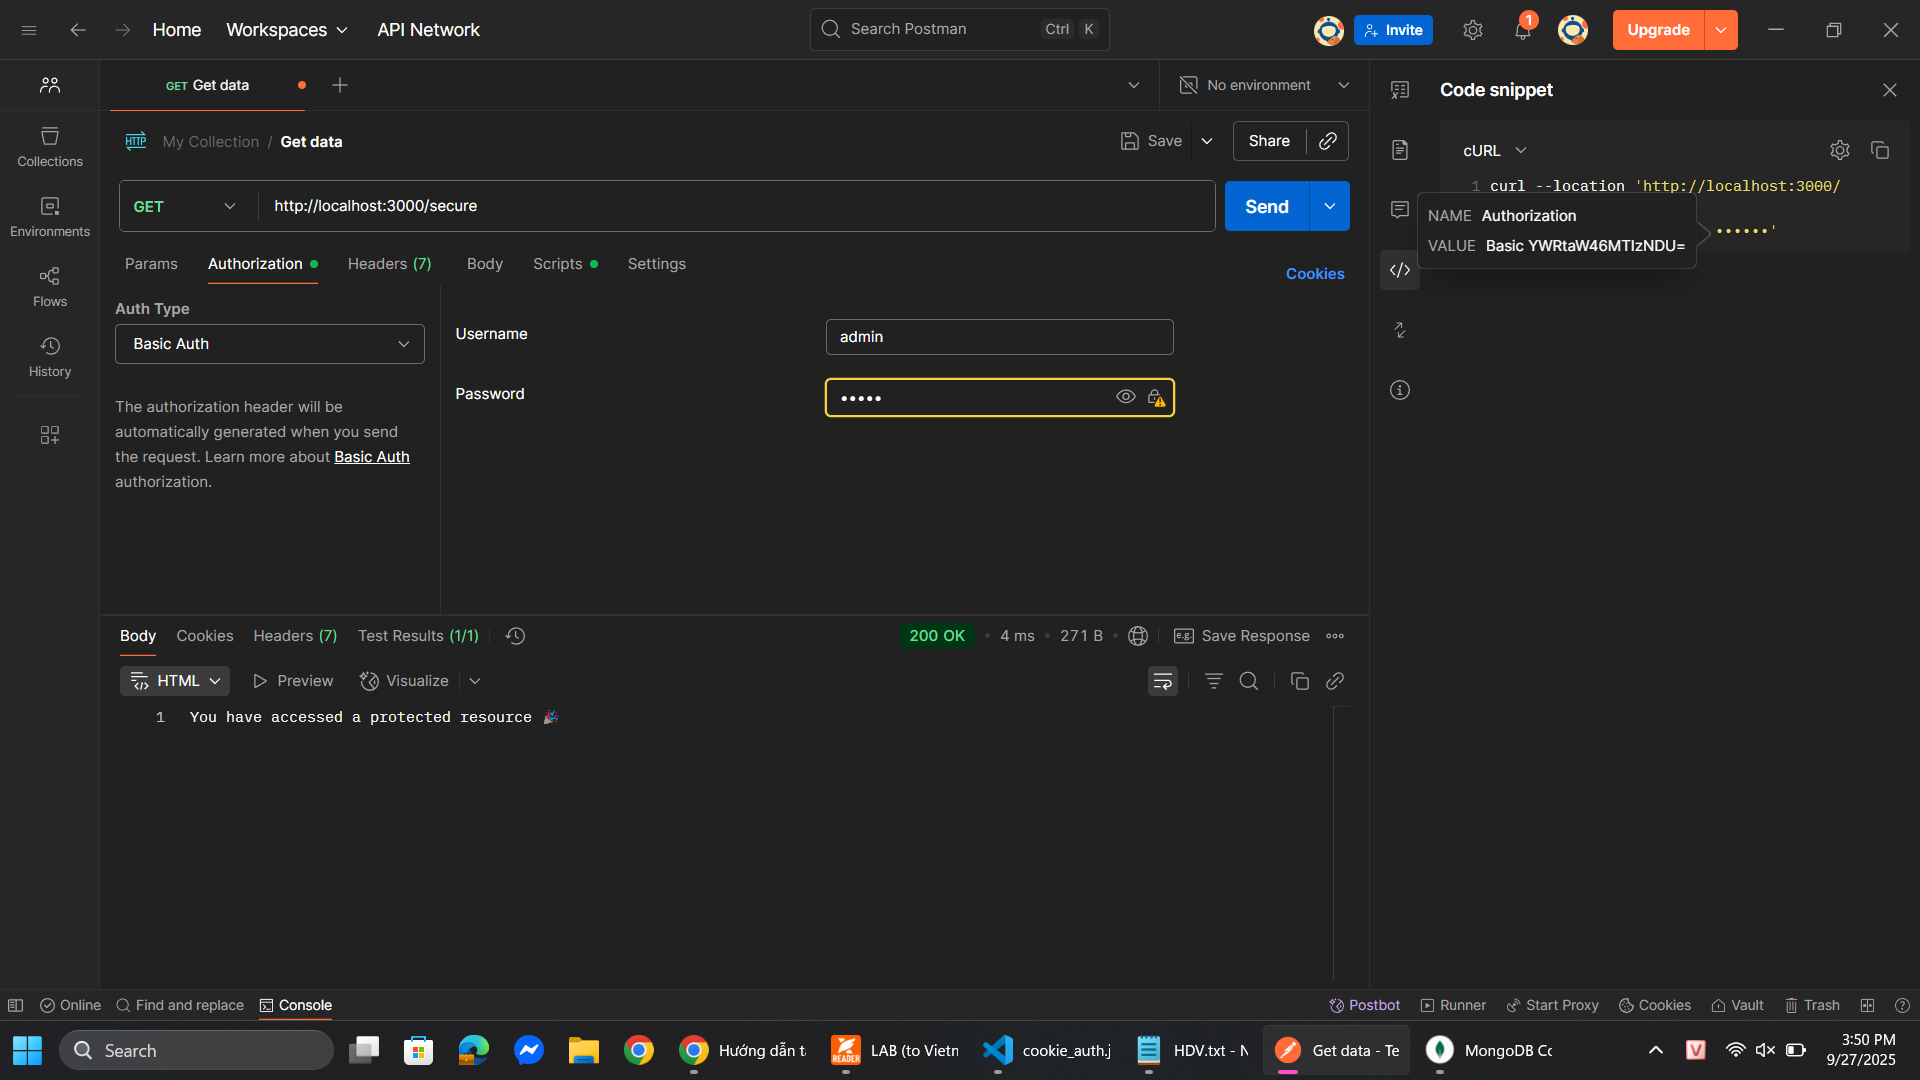 Home
Workspaces
API Network
Search Postman
Ctrl K
Invite
1
Upgrade
GET Get data
No environment
Code snippet
Collections
Environments
Flows
History
HTTP
My Collection / Get data
Save
Share
cURL
1 curl --location 'http://localhost:3000/
••••••'
NAME Authorization
VALUE Basic YWRtaW46MTIzNDU=
GET
http://localhost:3000/secure
Send
Params
Authorization
Headers (7)
Body
Scripts
Settings
Cookies
Auth Type
Basic Auth
The authorization header will be
automatically generated when you send
the request. Learn more about Basic Auth
authorization.
Username
admin
Password
•••••
Body
Cookies
Headers (7)
Test Results (1/1)
200 OK • 4 ms • 271 B
e.g. Save Response
HTML
Preview
Visualize
1 You have accessed a protected resource 🎉
Online
Find and replace
Console
Postbot
Runner
Start Proxy
Cookies
Vault
Trash
Search
Hướng dẫn t
READER
LAB (to Vietn
cookie_auth.j
HDV.txt - N
Get data - Te
MongoDB Co
V
3:50 PM
9/27/2025